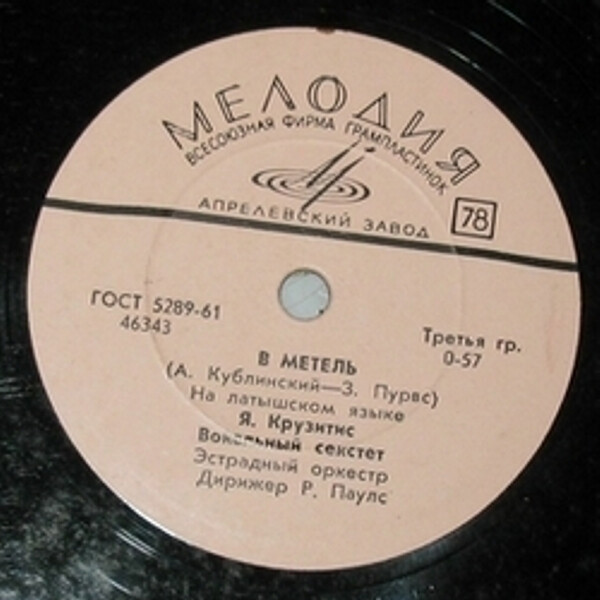 МЕЛОДИЯ
ВСЕСОЮЗНАЯ ФИРМА ГРАМПЛАСТИНОК
АПРЕЛЕВСКИЙ ЗАВОД
78
ГОСТ 5289-61
46343
Третья гр.
0-57
В МЕТЕЛЬ
(А. Кублинский—З. Пурвс)
На латышском языке
Я. Крузитис
Вокальный секстет
Эстрадный оркестр
Дирижер Р. Паулс